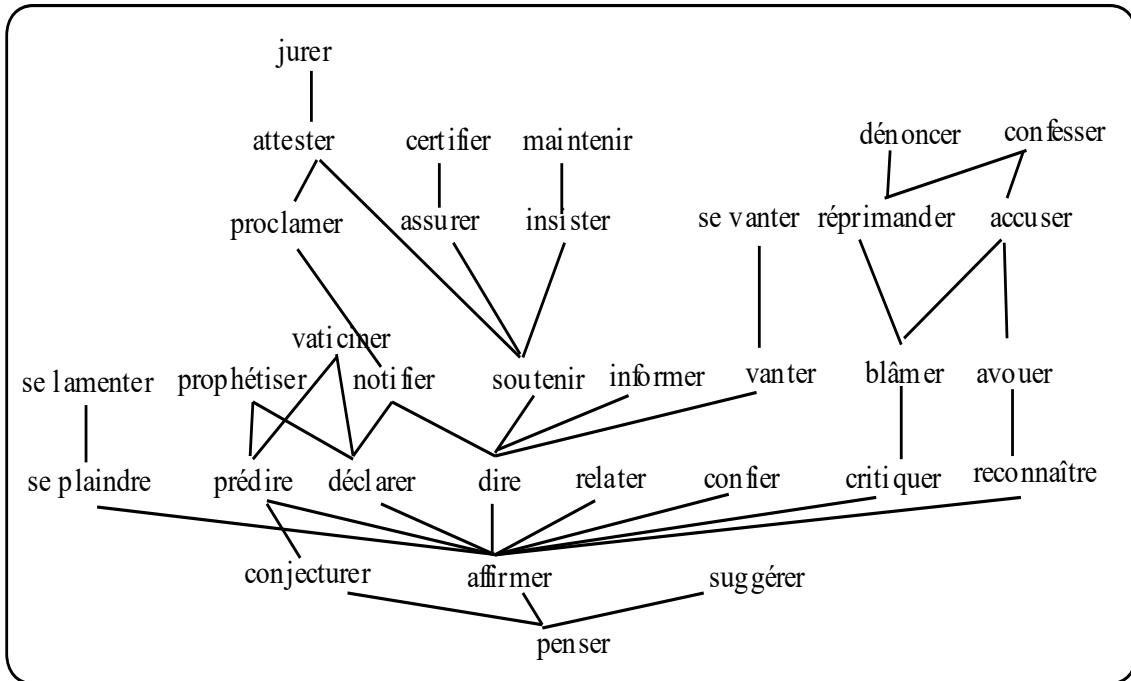 jurer
attester certifier maintenir dénoncer confesser
proclamer assurer insister se vanter réprimander accuser
vaticiner
se lamenter prophétiser notifier soutenir informer vanter blâmer avouer
se plaindre prédire déclarer dire relater confier critiquer reconnaître
conjecturer affirmer suggérer
penser